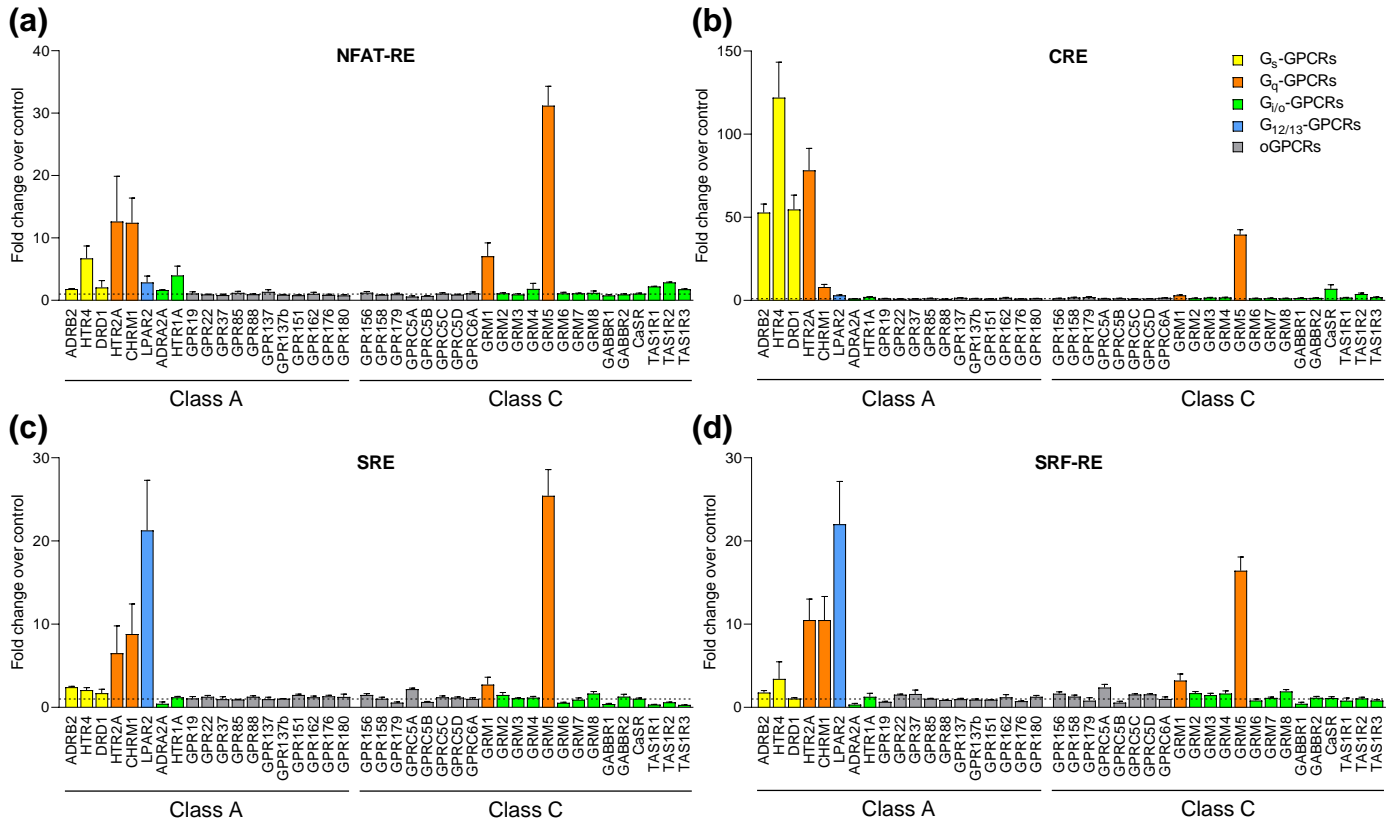 (a)
NFAT-RE
Fold change over control
40
30
20
10
0
ADRB2
HTR4
DRD1
HTR2A
CHRM1
LPAR2
ADRA2A
HTR1A
GPR19
GPR22
GPR37
GPR85
GPR88
GPR137
GPR137b
GPR151
GPR162
GPR176
GPR180
GPR156
GPR158
GPR179
GPRC5A
GPRC5B
GPRC5C
GPRC5D
GPRC6A
GRM1
GRM2
GRM3
GRM4
GRM5
GRM6
GRM7
GRM8
GABBR1
GABBR2
CaSR
TAS1R1
TAS1R2
TAS1R3
Class A
Class C
(b)
CRE
Fold change over control
150
100
50
0
Gs-GPCRs
Gq-GPCRs
Gi/o-GPCRs
G12/13-GPCRs
oGPCRs
ADRB2
HTR4
DRD1
HTR2A
CHRM1
LPAR2
ADRA2A
HTR1A
GPR19
GPR22
GPR37
GPR85
GPR88
GPR137
GPR137b
GPR151
GPR162
GPR176
GPR180
GPR156
GPR158
GPR179
GPRC5A
GPRC5B
GPRC5C
GPRC5D
GPRC6A
GRM1
GRM2
GRM3
GRM4
GRM5
GRM6
GRM7
GRM8
GABBR1
GABBR2
CaSR
TAS1R1
TAS1R2
TAS1R3
Class A
Class C
(c)
SRE
Fold change over control
30
20
10
0
ADRB2
HTR4
DRD1
HTR2A
CHRM1
LPAR2
ADRA2A
HTR1A
GPR19
GPR22
GPR37
GPR85
GPR88
GPR137
GPR137b
GPR151
GPR162
GPR176
GPR180
GPR156
GPR158
GPR179
GPRC5A
GPRC5B
GPRC5C
GPRC5D
GPRC6A
GRM1
GRM2
GRM3
GRM4
GRM5
GRM6
GRM7
GRM8
GABBR1
GABBR2
CaSR
TAS1R1
TAS1R2
TAS1R3
Class A
Class C
(d)
SRF-RE
Fold change over control
30
20
10
0
ADRB2
HTR4
DRD1
HTR2A
CHRM1
LPAR2
ADRA2A
HTR1A
GPR19
GPR22
GPR37
GPR85
GPR88
GPR137
GPR137b
GPR151
GPR162
GPR176
GPR180
GPR156
GPR158
GPR179
GPRC5A
GPRC5B
GPRC5C
GPRC5D
GPRC6A
GRM1
GRM2
GRM3
GRM4
GRM5
GRM6
GRM7
GRM8
GABBR1
GABBR2
CaSR
TAS1R1
TAS1R2
TAS1R3
Class A
Class C